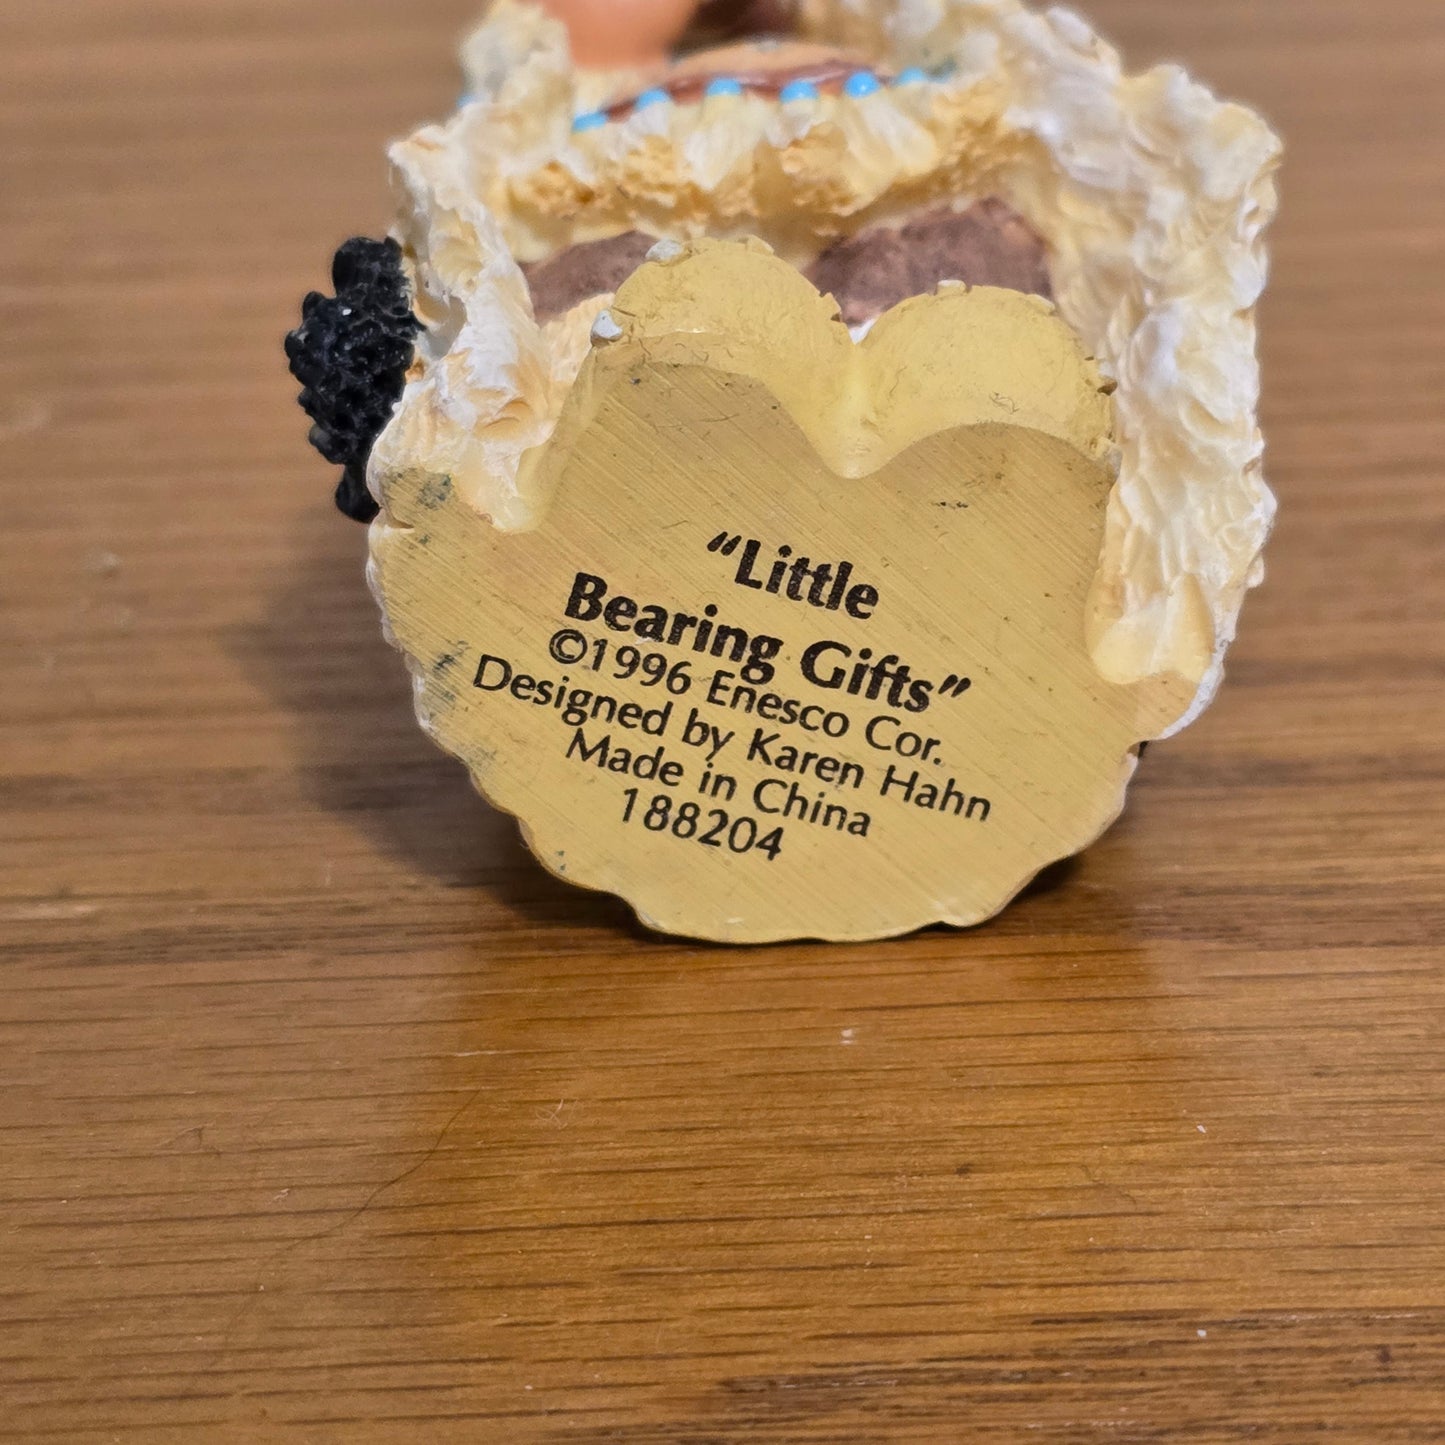 “Little
Bearing Gifts”
©1996 Enesco Cor.
Designed by Karen Hahn
Made in China
188204